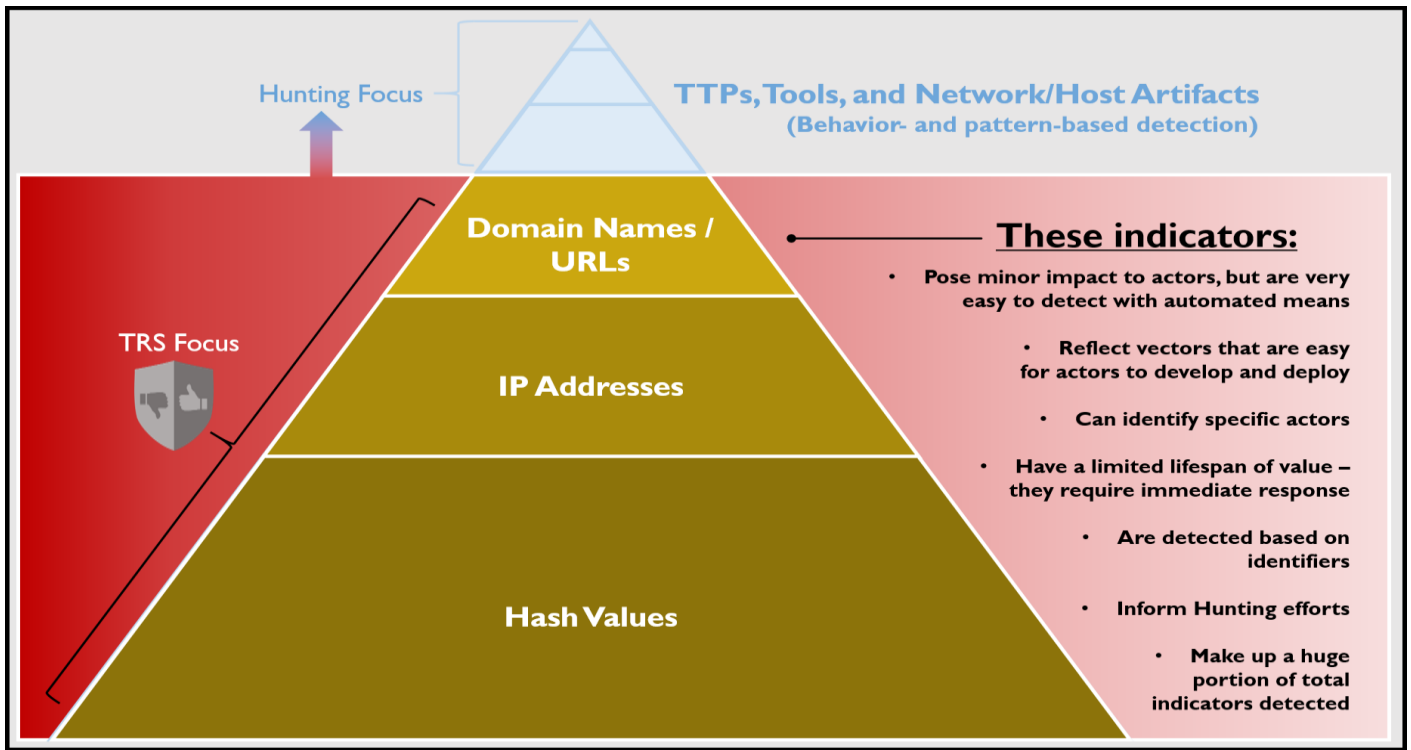 Hunting Focus
TTPs, Tools, and Network/Host Artifacts
(Behavior- and pattern-based detection)
Domain Names /
URLs
These indicators:
• Pose minor impact to actors, but are very
easy to detect with automated means
TRS Focus
• Reflect vectors that are easy
for actors to develop and deploy
IP Addresses
• Can identify specific actors
• Have a limited lifespan of value –
they require immediate response
• Are detected based on
identifiers
Hash Values
• Inform Hunting efforts
• Make up a huge
portion of total
indicators detected